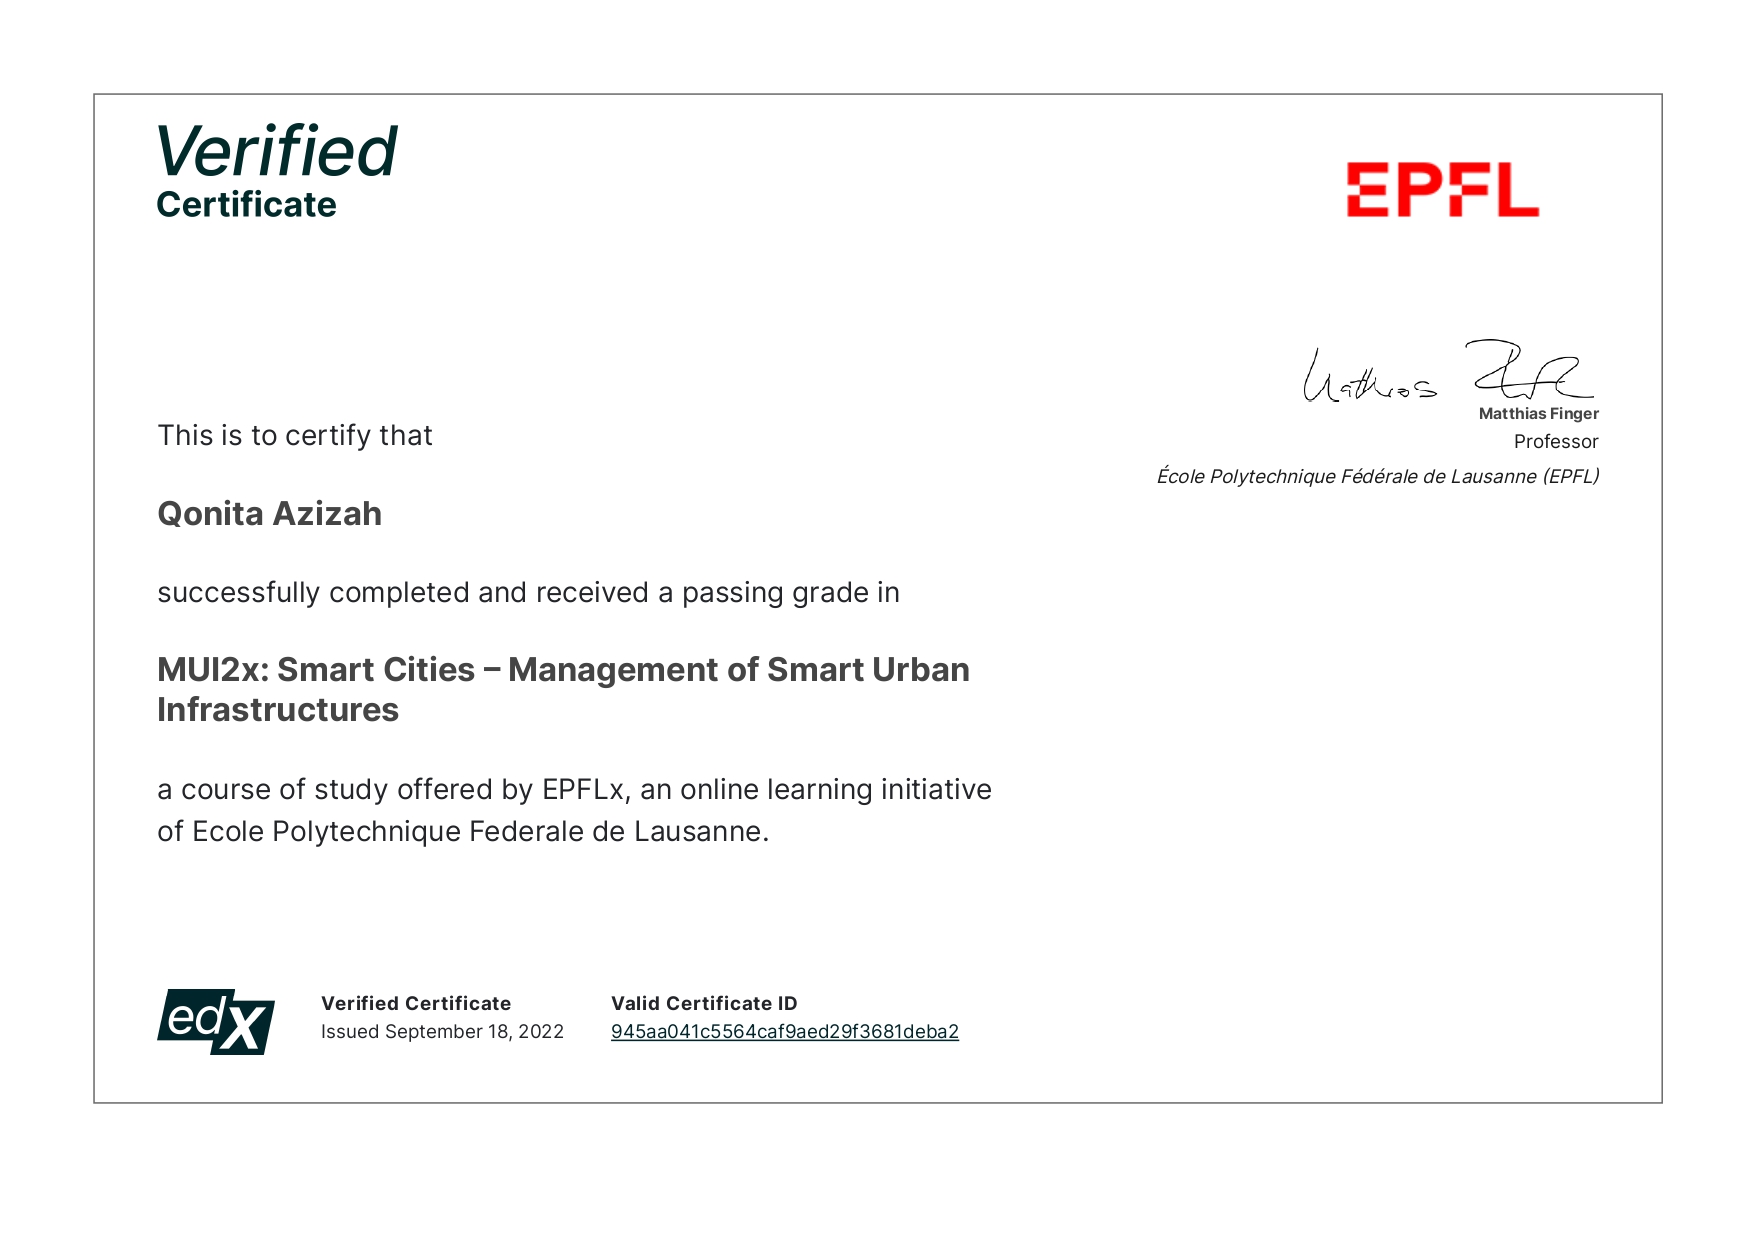 Verified
Certificate
EPFL
Matthias Finger
Matthias Finger
Professor
École Polytechnique Fédérale de Lausanne (EPFL)
This is to certify that
Qonita Azizah
successfully completed and received a passing grade in
MUI2x: Smart Cities – Management of Smart Urban
Infrastructures
a course of study offered by EPFLx, an online learning initiative
of Ecole Polytechnique Federale de Lausanne.
edX
Verified Certificate
Issued September 18, 2022
Valid Certificate ID
945aa041c5564caf9aed29f3681deba2